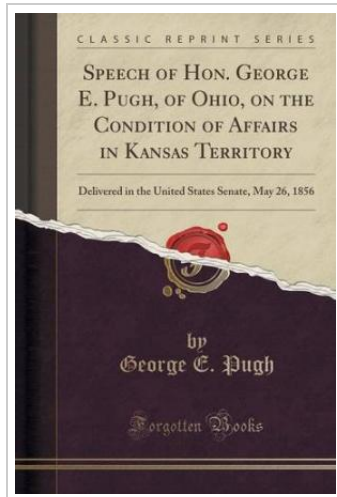 CLASSIC REPRINT SERIES
SPEECH OF HON. GEORGE
E. PUGH, OF OHIO, ON THE
CONDITION OF AFFAIRS
IN KANSAS TERRITORY
Delivered in the United States Senate, May 26, 1856
F
by
George E. Pugh
Forgotten Books